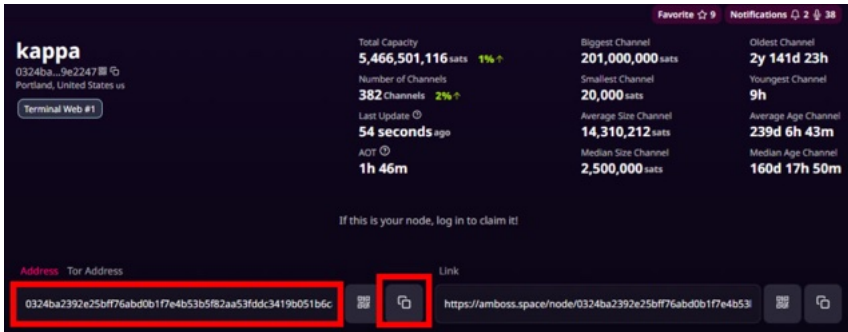 Favorite ☆ 9 Notifications 2 38
kappa
0324ba...9e2247
Portland, United States us
Terminal Web #1
Total Capacity
5,466,501,116 sats 1% ↑
Number of Channels
382 Channels 2% ↑
Last Update
54 seconds ago
AOT
1h 46m
Biggest Channel
201,000,000 sats
Smallest Channel
20,000 sats
Average Size Channel
14,310,212 sats
Median Size Channel
2,500,000 sats
Oldest Channel
2y 141d 23h
Youngest Channel
9h
Average Age Channel
239d 6h 43m
Median Age Channel
160d 17h 50m
If this is your node, log in to claim it!
Address Tor Address
0324ba2392e25bff76abd0b1f7e4b53b5f82aa53fddc3419b051b6c
Link
https://amboss.space/node/0324ba2392e25bff76abd0b1f7e4b53